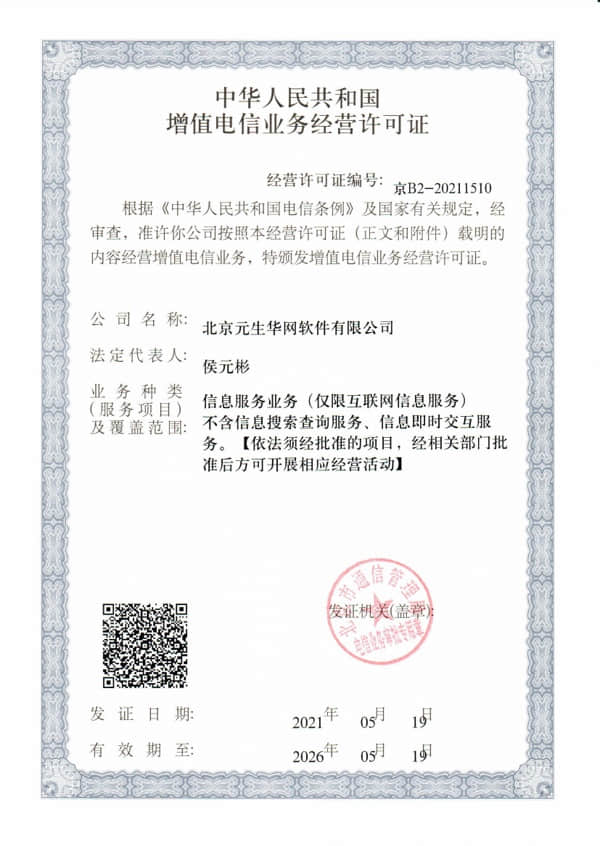 中华人民共和国
增值电信业务经营许可证
经营许可证编号: 京B2-20211510
根据《中华人民共和国电信条例》及国家有关规定，经
审查，准许你公司按照本经营许可证（正文和附件）载明的
内容经营增值电信业务，特颁发增值电信业务经营许可证。
公司名称: 北京元生华网软件有限公司
法定代表人: 侯元彬
业务种类
(服务项目)
及覆盖范围:
信息服务业务（仅限互联网信息服务）
不含信息搜索查询服务、信息即时交互服
务。【依法须经批准的项目，经相关部门批
准后方可开展相应经营活动】
北京市通信管理局
电信业务审批专用章
发证机关(盖章):
发证日期: 2021年 05月 19日
有效期至: 2026年 05月 19日